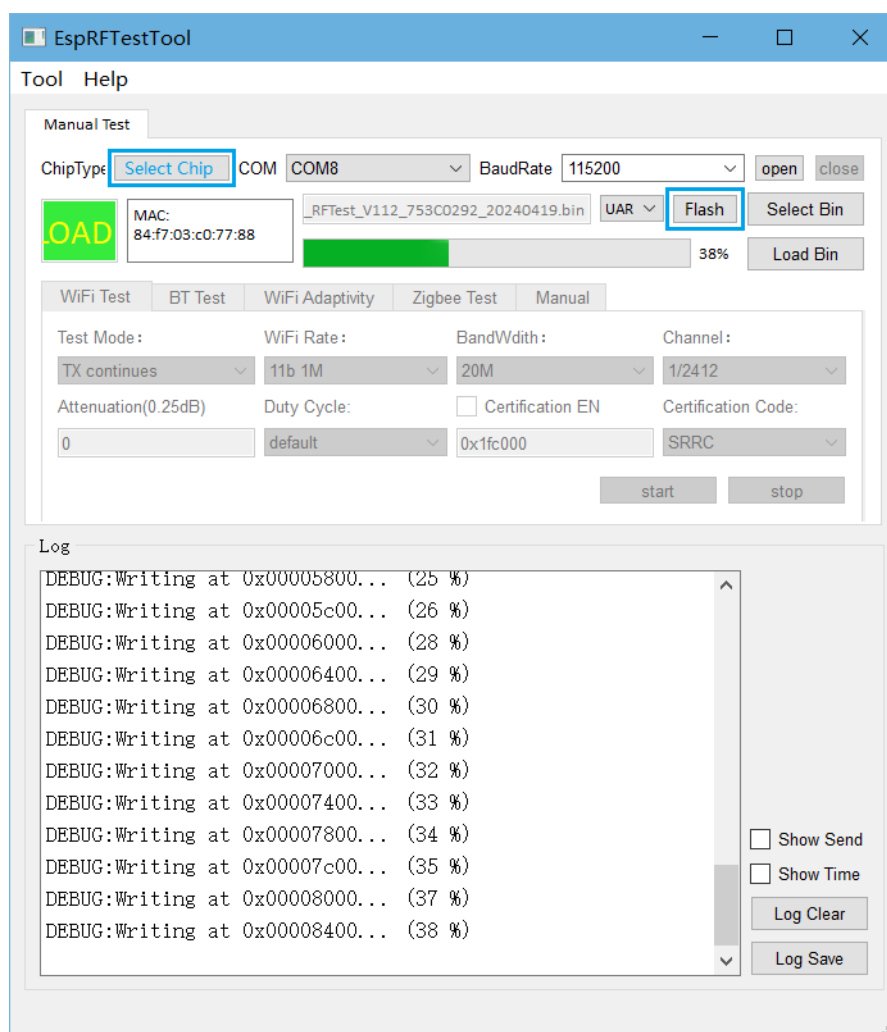 EspRFTestTool
Tool Help
Manual Test
ChipType Select Chip COM COM8 BaudRate 115200 open close
LOAD MAC: _RFTest_V112_753C0292_20240419.bin UAR Flash Select Bin
84:f7:03:c0:77:88
38% Load Bin
WiFi Test BT Test WiFi Adaptivity Zigbee Test Manual
Test Mode: WiFi Rate: BandWdith: Channel:
TX continues 11b 1M 20M 1/2412
Attenuation(0.25dB) Duty Cycle: Certification EN Certification Code:
0 default 0x1fc000 SRRC
start stop
Log
DEBUG:Writing at 0x00005800... (25 %)
DEBUG:Writing at 0x00005c00... (26 %)
DEBUG:Writing at 0x00006000... (28 %)
DEBUG:Writing at 0x00006400... (29 %)
DEBUG:Writing at 0x00006800... (30 %)
DEBUG:Writing at 0x00006c00... (31 %)
DEBUG:Writing at 0x00007000... (32 %)
DEBUG:Writing at 0x00007400... (33 %)
DEBUG:Writing at 0x00007800... (34 %)
Show Send
DEBUG:Writing at 0x00007c00... (35 %)
Show Time
DEBUG:Writing at 0x00008000... (37 %)
Log Clear
DEBUG:Writing at 0x00008400... (38 %)
Log Save